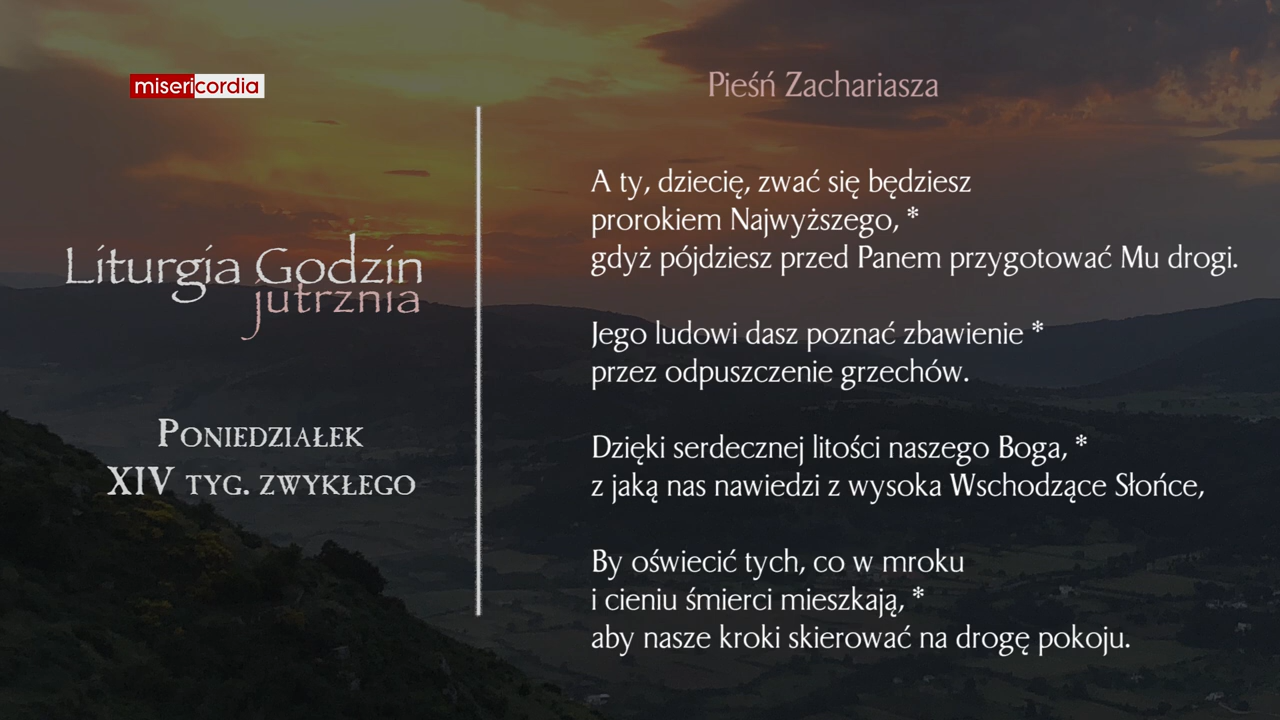 misericordia
Liturgia Godzin
jutrznia
Poniedziałek
XIV tyg. zwykłego
Pieśń Zachariasza
A ty, dziecię, zwać się będziesz
prorokiem Najwyższego, *
gdyż pójdziesz przed Panem przygotować Mu drogi.
Jego ludowi dasz poznać zbawienie *
przez odpuszczenie grzechów.
Dzięki serdecznej litości naszego Boga, *
z jaką nas nawiedzi z wysoka Wschodzące Słońce,
By oświecić tych, co w mroku
i cieniu śmierci mieszkają, *
aby nasze kroki skierować na drogę pokoju.